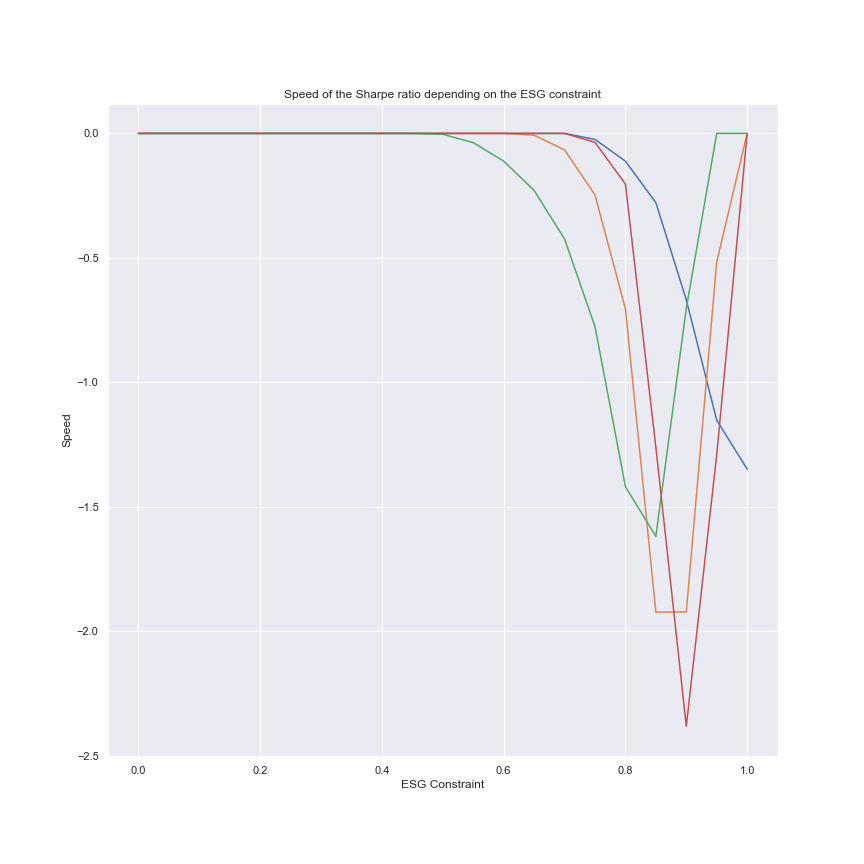 Speed of the Sharpe ratio depending on the ESG constraint
0.0
−0.5
−1.0
−1.5
−2.0
−2.5
Speed
0.0 0.2 0.4 0.6 0.8 1.0
ESG Constraint